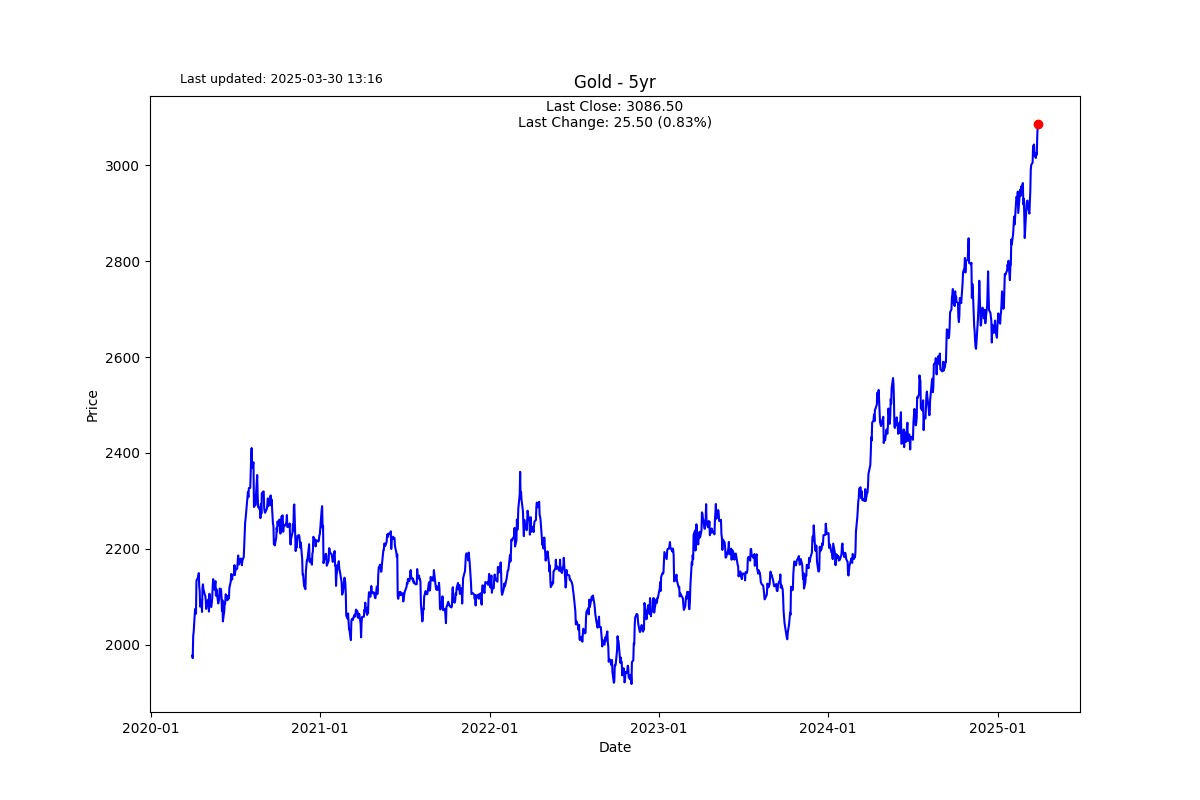 Last updated: 2025-03-30 13:16
Gold - 5yr
Last Close: 3086.50
Last Change: 25.50 (0.83%)
3000
2800
2600
2400
2200
2000
Price
2020-01 2021-01 2022-01 2023-01 2024-01 2025-01
Date